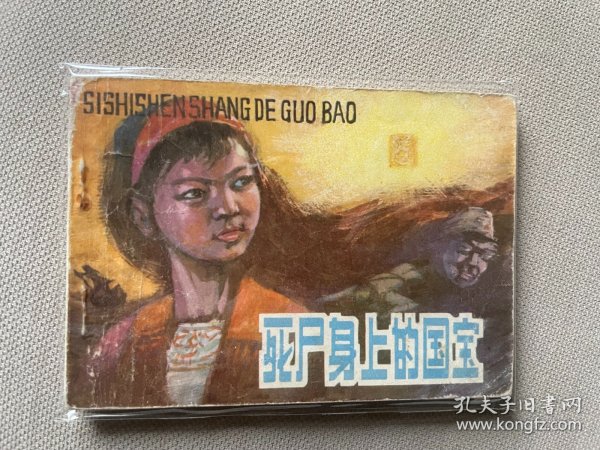 SISHISHEN SHANG DE GUO BAO
死尸身上的国宝
孔夫子旧書网
www.kongfz.com